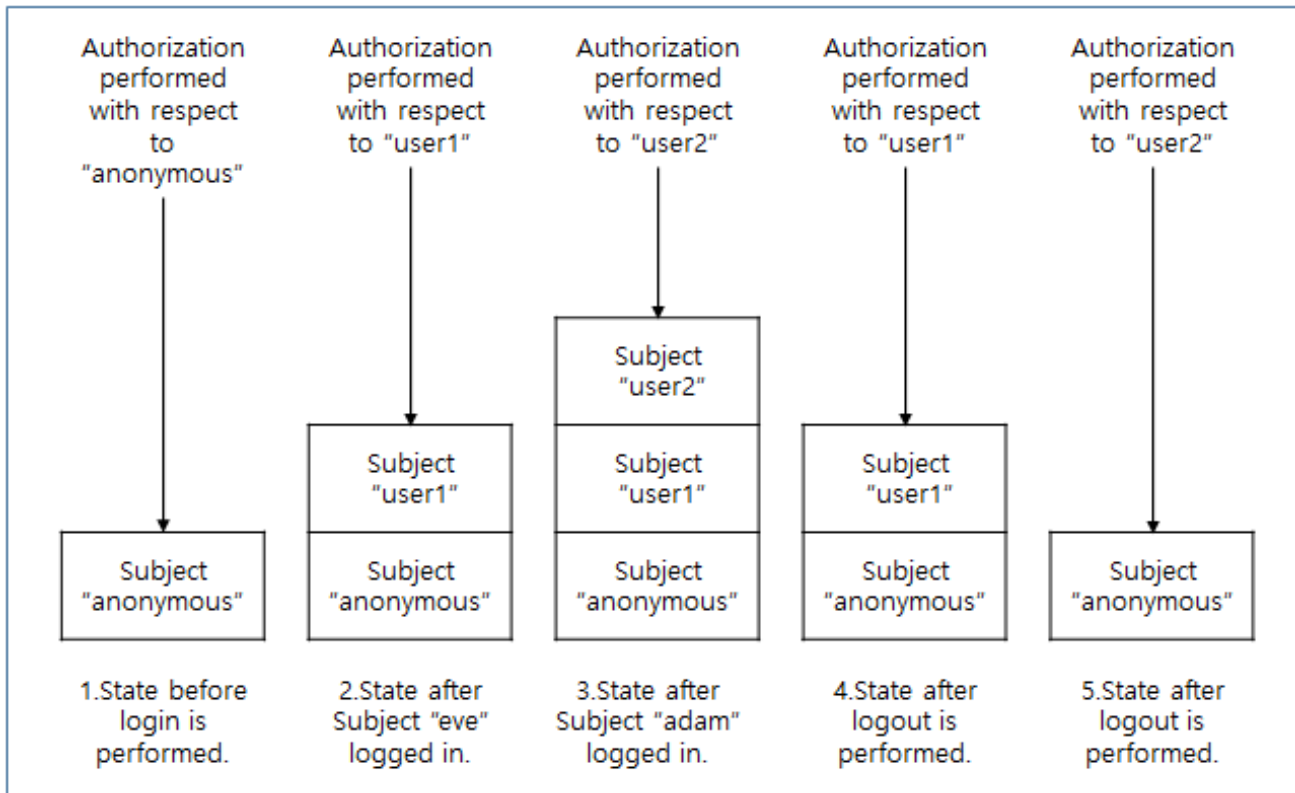 Authorization
performed
with respect
to
"anonymous"
Authorization
performed
with respect
to "user1"
Authorization
performed
with respect
to "user2"
Authorization
performed
with respect
to "user1"
Authorization
performed
with respect
to "user2"
Subject
"user2"
Subject
"user1"
Subject
"user1"
Subject
"user1"
Subject
"anonymous"
Subject
"anonymous"
Subject
"anonymous"
Subject
"anonymous"
Subject
"anonymous"
1.State before
login is
performed.
2.State after
Subject "eve"
logged in.
3.State after
Subject "adam"
logged in.
4.State after
logout is
performed.
5.State after
logout is
performed.